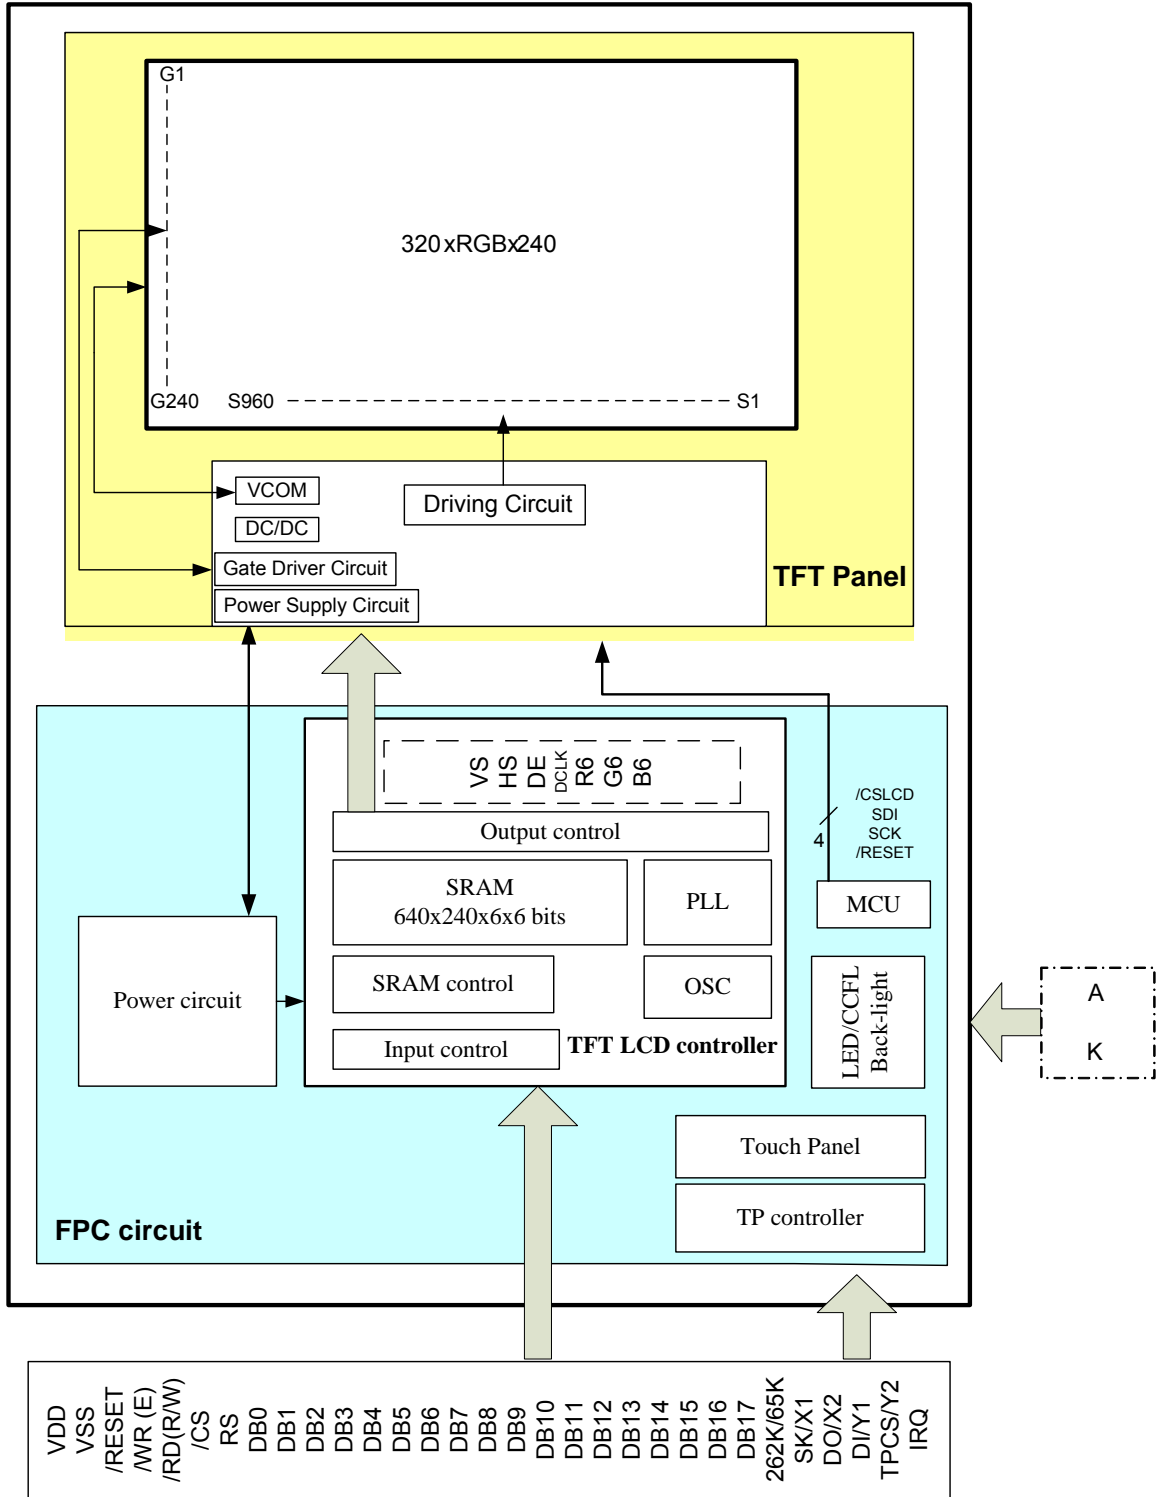 G1
320xRGBx240
G240
S960
S1
VCOM
Driving Circuit
DC/DC
Gate Driver Circuit
TFT Panel
Power Supply Circuit
VS
HS
DE
DCLK
R6
G6
B6
/CSLCD
SDI
SCK
/RESET
4
Output control
SRAM
640x240x6x6 bits
PLL
MCU
Power circuit
SRAM control
OSC
LED/CCFL
Back-light
A
K
Input control
TFT LCD controller
Touch Panel
TP controller
FPC circuit
VDD
VSS
/RESET
/WR (E)
/RD(R/W)
/CS
RS
DB0
DB1
DB2
DB3
DB4
DB5
DB6
DB7
DB8
DB9
DB10
DB11
DB12
DB13
DB14
DB15
DB16
DB17
262K/65K
SK/X1
DO/X2
DI/Y1
TPCS/Y2
IRQ